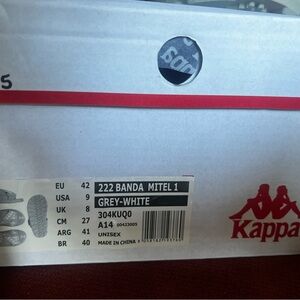 5
EU 42
USA 9
UK 8
CM 27
ARG 41
BR 40
222 BANDA MITEL 1
GREY-WHITE
304KUQ0
A14
UNISEX
MADE IN CHINA
Kappa